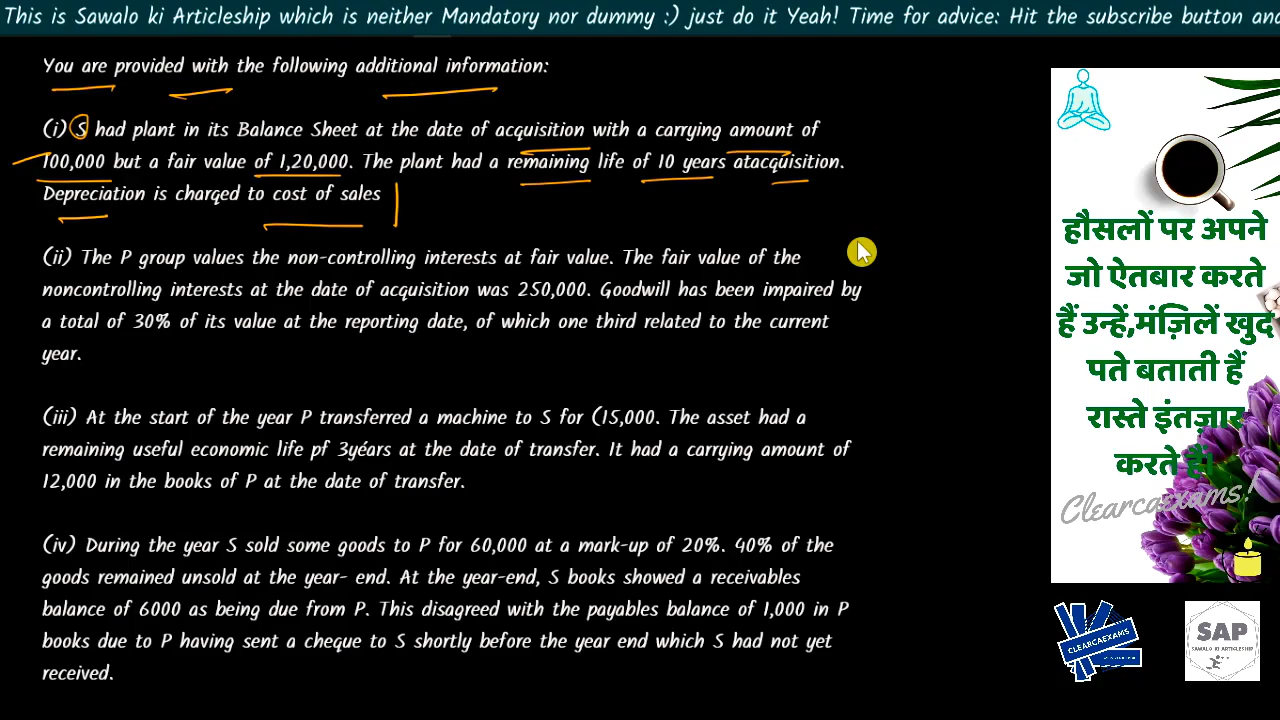 This is Sawalo ki Articleship which is neither Mandatory nor dummy :) just do it Yeah! Time for advice: Hit the subscribe button and
You are provided with the following additional information:
(i) S had plant in its Balance Sheet at the date of acquisition with a carrying amount of
100,000 but a fair value of 1,20,000. The plant had a remaining life of 10 years atacquisition.
Depreciation is charged to cost of sales
(ii) The P group values the non-controlling interests at fair value. The fair value of the
noncontrolling interests at the date of acquisition was 250,000. Goodwill has been impaired by
a total of 30% of its value at the reporting date, of which one third related to the current
year.
(iii) At the start of the year P transferred a machine to S for (15,000. The asset had a
remaining useful economic life pf 3yéars at the date of transfer. It had a carrying amount of
12,000 in the books of P at the date of transfer.
(iv) During the year S sold some goods to P for 60,000 at a mark-up of 20%. 40% of the
goods remained unsold at the year- end. At the year-end, S books showed a receivables
balance of 6000 as being due from P. This disagreed with the payables balance of 1,000 in P
books due to P having sent a cheque to S shortly before the year end which S had not yet
received.
हौसलों पर अपने
जो ऐतबार करते
हैं उन्हें,मंज़िलें खुद
पते बताती हैं
रास्ते इंतज़ार
करते हैं।
Clearcaexams!
CLEARCAEXAMS
SAP
SAWALO KI ARTICLESHIP